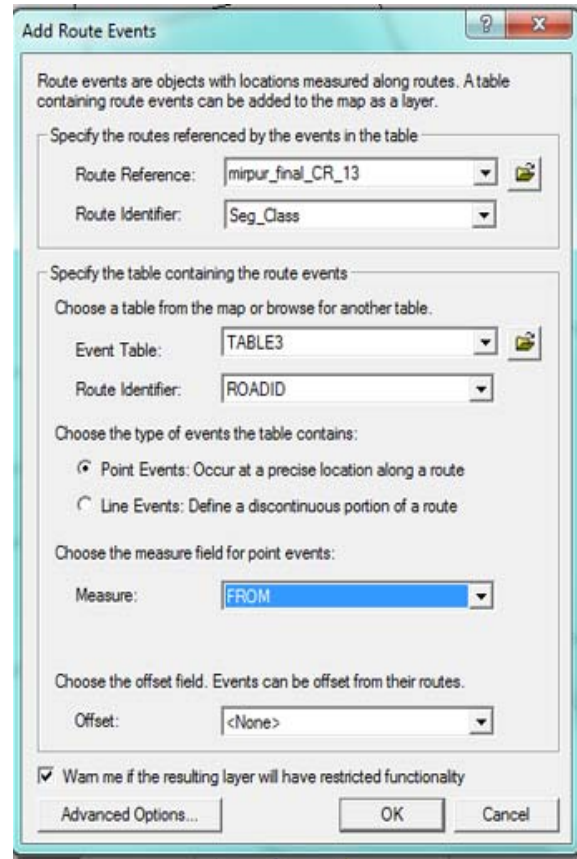 Add Route Events
Route events are objects with locations measured along routes. A table
containing route events can be added to the map as a layer.
Specify the routes referenced by the events in the table
Route Reference: mirpur_final_CR_13
Route Identifier: Seg_Class
Specify the table containing the route events
Choose a table from the map or browse for another table.
Event Table: TABLE3
Route Identifier: ROADID
Choose the type of events the table contains:
Point Events: Occur at a precise location along a route
Line Events: Define a discontinuous portion of a route
Choose the measure field for point events:
Measure: FROM
Choose the offset field. Events can be offset from their routes.
Offset: <None>
Warn me if the resulting layer will have restricted functionality
Advanced Options... OK Cancel